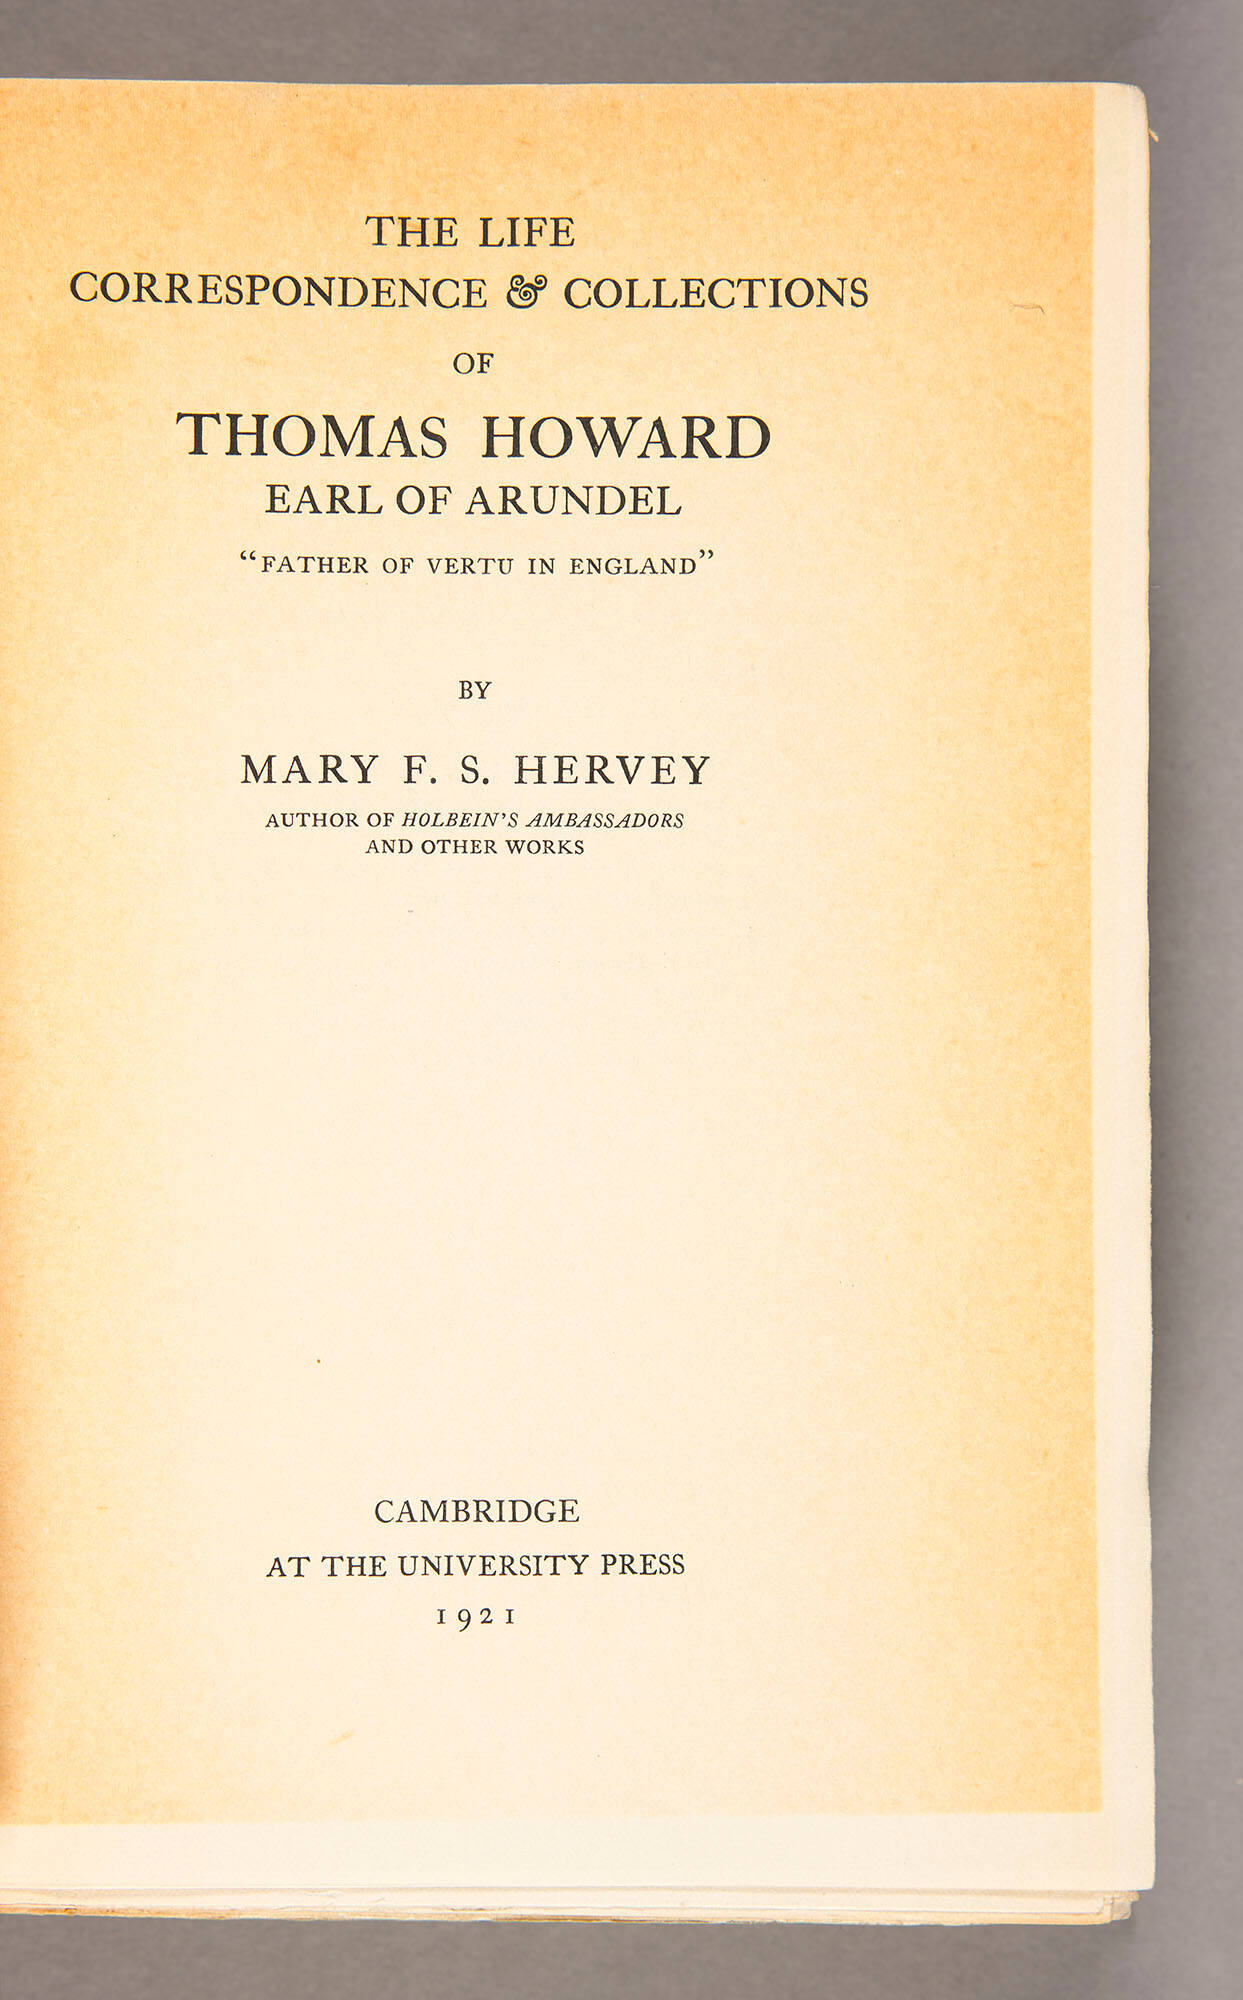 THE LIFE
CORRESPONDENCE & COLLECTIONS
OF
THOMAS HOWARD
EARL OF ARUNDEL
“FATHER OF VERTU IN ENGLAND”
BY
MARY F. S. HERVEY
AUTHOR OF HOLBEIN’S AMBASSADORS
AND OTHER WORKS
CAMBRIDGE
AT THE UNIVERSITY PRESS
1921